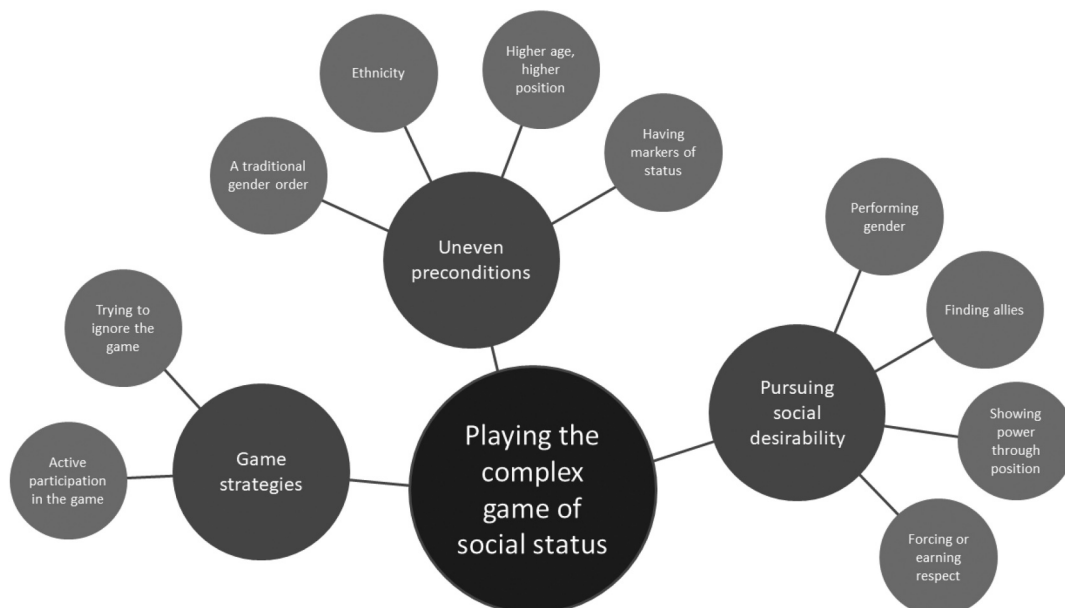 Ethnicity
Higher age,
higher
position
A traditional
gender order
Having
markers of
status
Uneven
preconditions
Performing
gender
Trying to
ignore the
game
Finding allies
Pursuing
social
desirability
Showing
power
through
position
Active
participation
in the game
Game
strategies
Playing the
complex
game of
social status
Forcing or
earning
respect